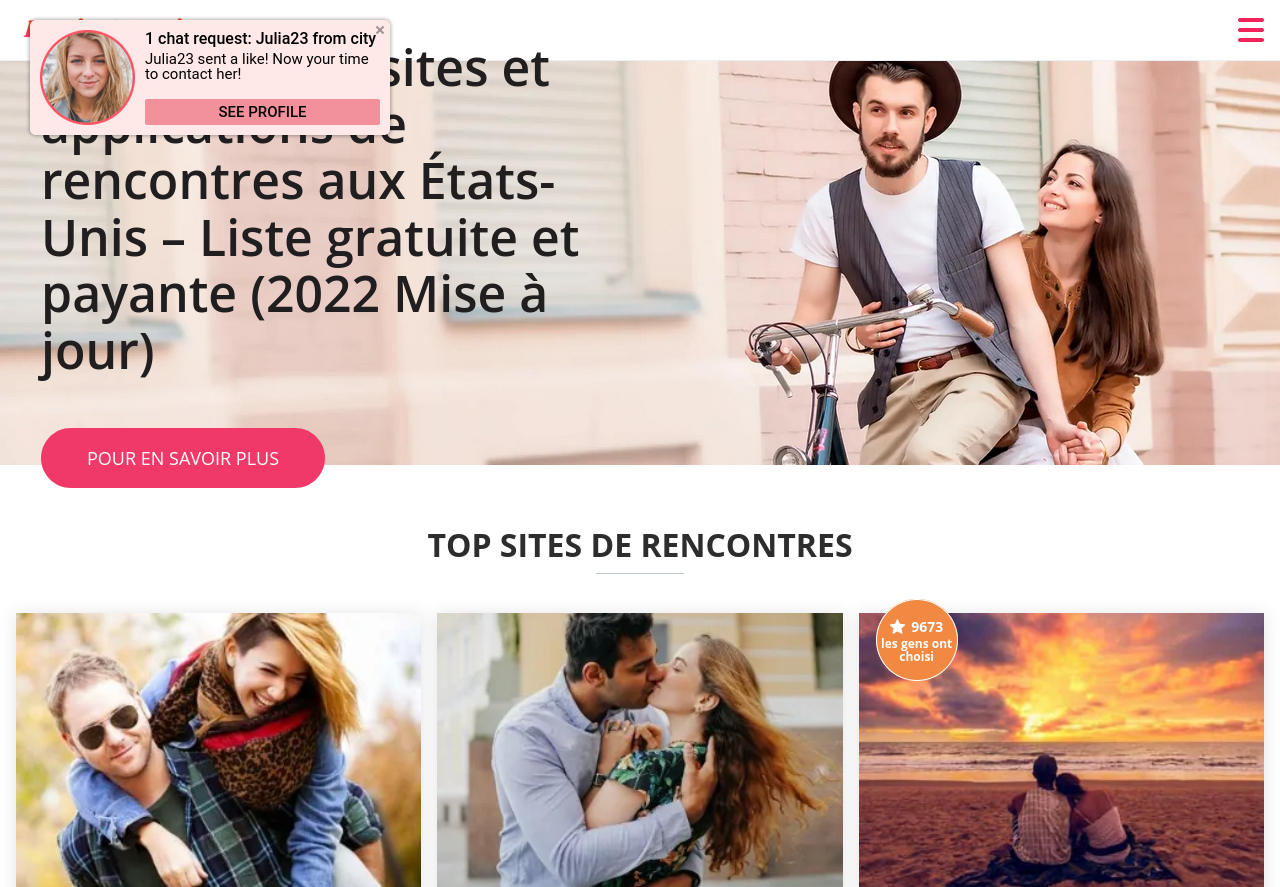 1 chat request: Julia23 from city
×
Julia23 sent a like! Now your time
to contact her!
SEE PROFILE
sites et
applications de
rencontres aux États-
Unis – Liste gratuite et
payante (2022 Mise à
jour)
POUR EN SAVOIR PLUS
TOP SITES DE RENCONTRES
9673
les gens ont
choisi